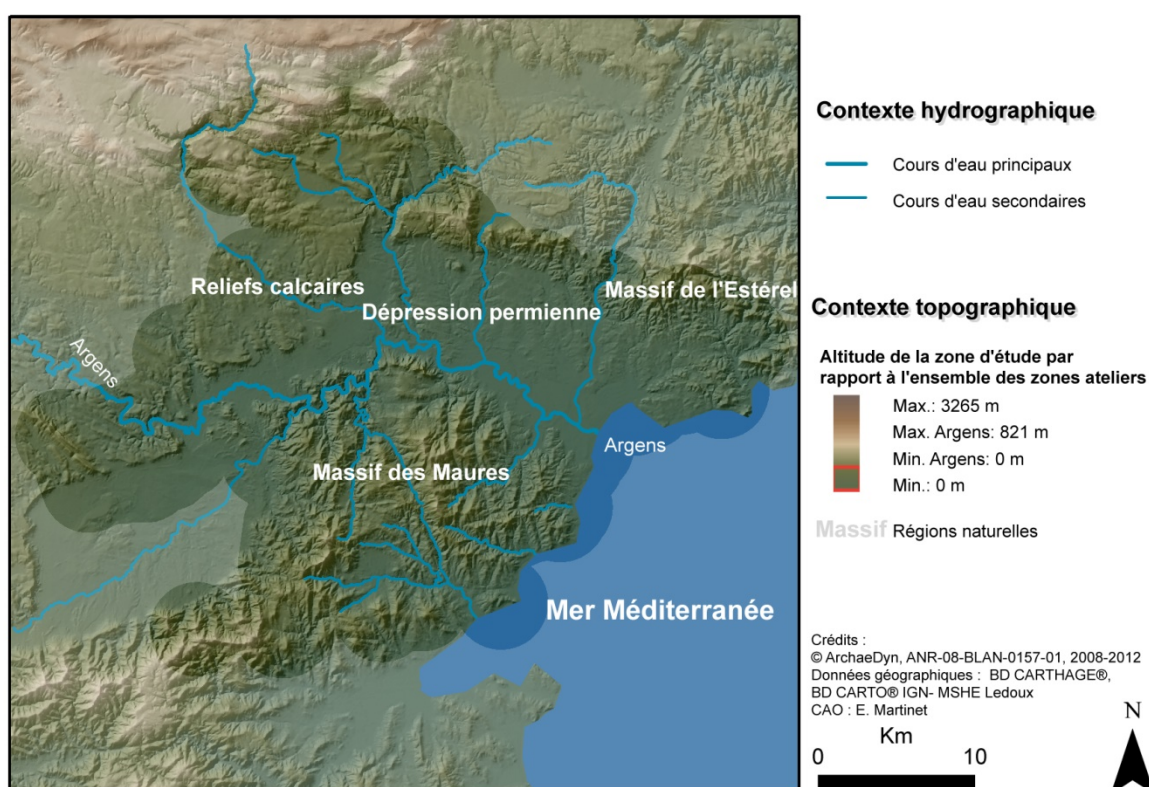 Reliefs calcaires
Dépression permienne
Massif de l'Estérel
Argens
Argens
Massif des Maures
Mer Méditerranée
Contexte hydrographique
Cours d'eau principaux
Cours d'eau secondaires
Contexte topographique
Altitude de la zone d'étude par
rapport à l'ensemble des zones ateliers
Max.: 3265 m
Max. Argens: 821 m
Min. Argens: 0 m
Min.: 0 m
Massif Régions naturelles
Crédits :
© ArchaeDyn, ANR-08-BLAN-0157-01, 2008-2012
Données géographiques : BD CARTHAGE®,
BD CARTO® IGN- MSHE Ledoux
CAO : E. Martinet
N
Km
0 10